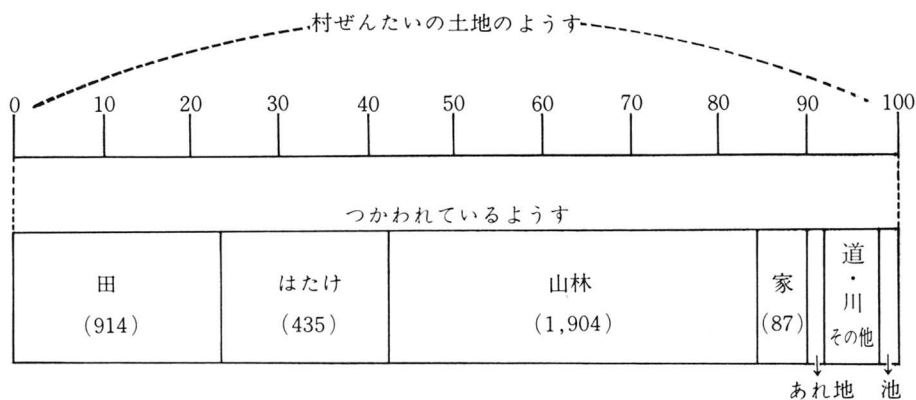 村ぜんたいの土地のようす
0 10 20 30 40 50 60 70 80 90 100
つかわれているようす
田
(914)
はたけ
(435)
山林
(1,904)
家
(87)
道・川
その他
あれ地
池